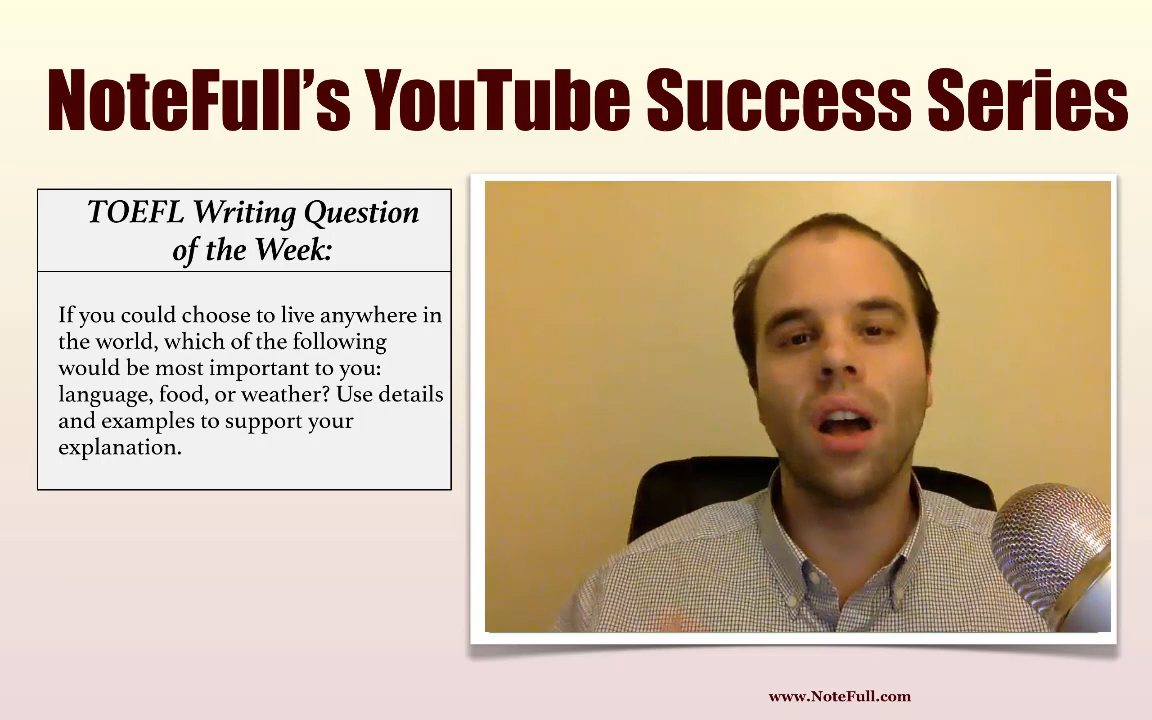 NoteFull’s YouTube Success Series
TOEFL Writing Question
of the Week:
If you could choose to live anywhere in
the world, which of the following
would be most important to you:
language, food, or weather? Use details
and examples to support your
explanation.
www.NoteFull.com